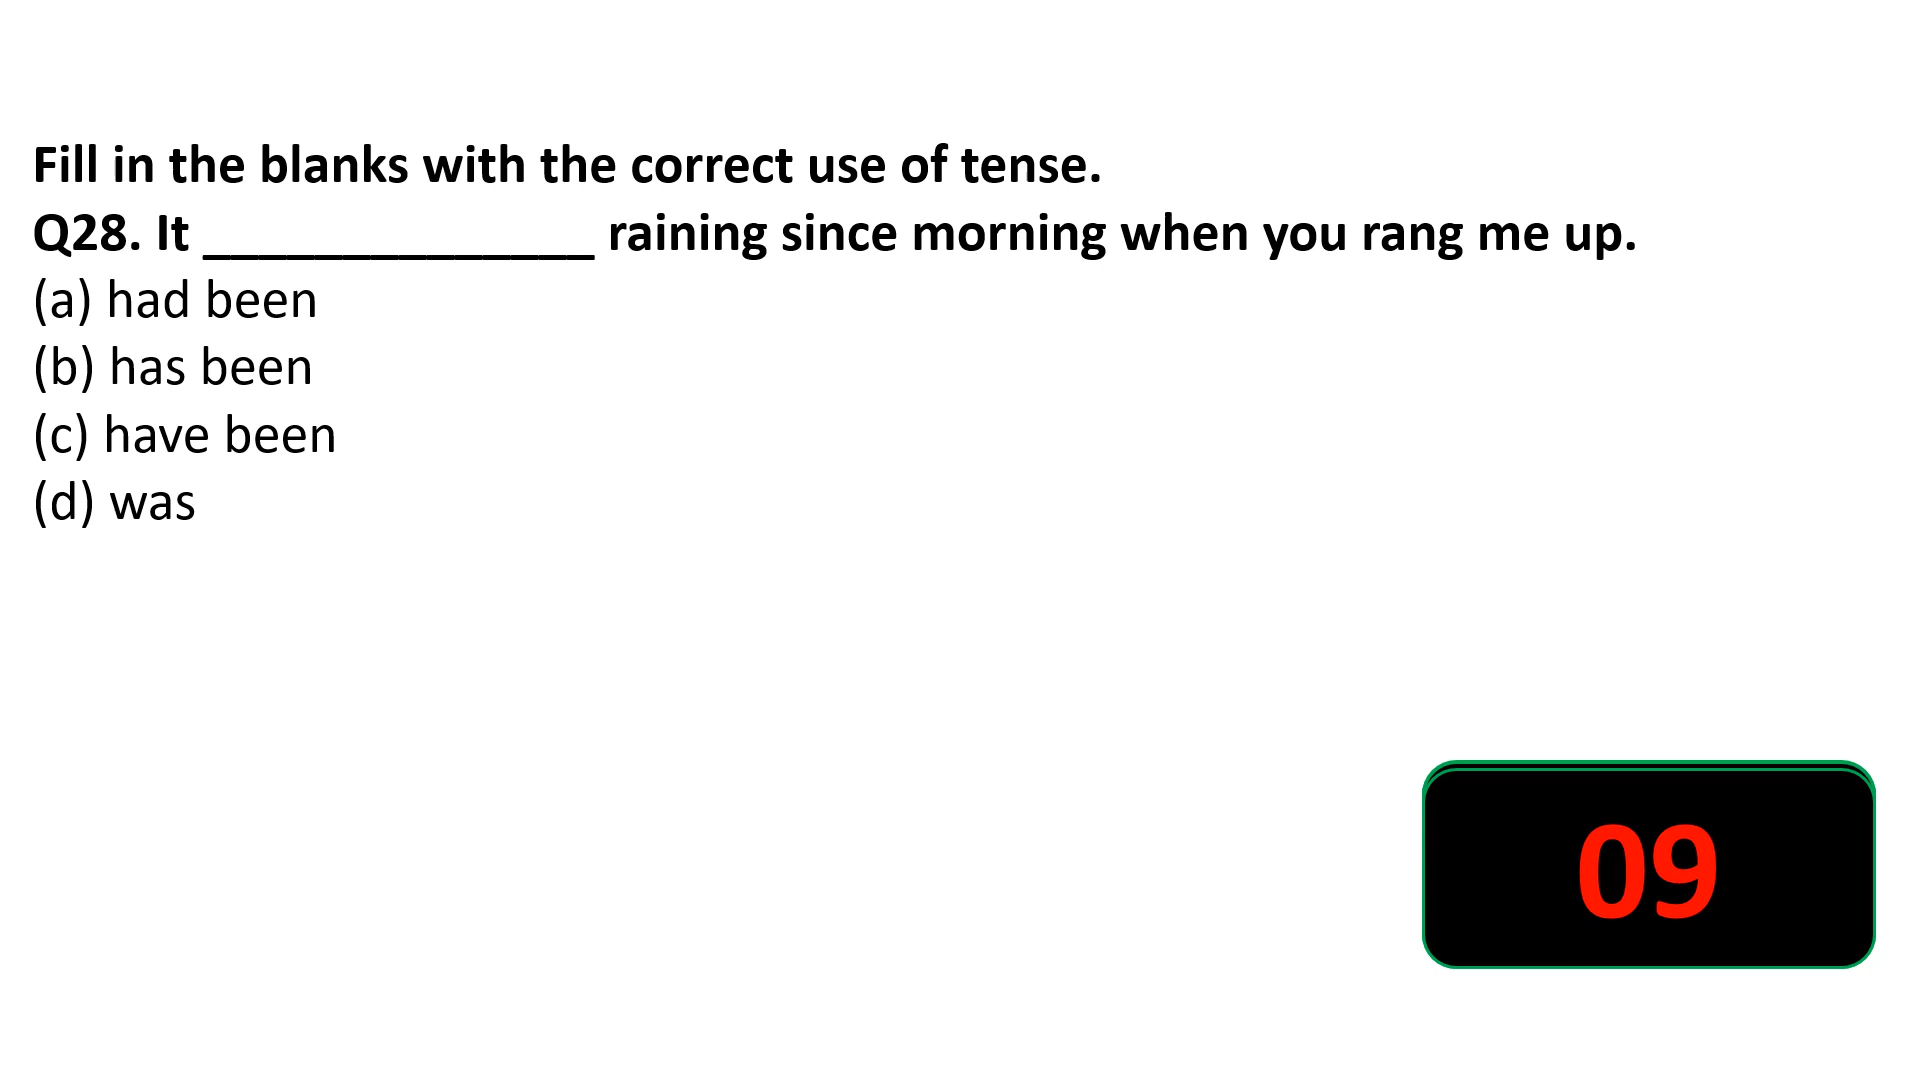 Fill in the blanks with the correct use of tense.
Q28. It ______________ raining since morning when you rang me up.
(a) had been
(b) has been
(c) have been
(d) was
09